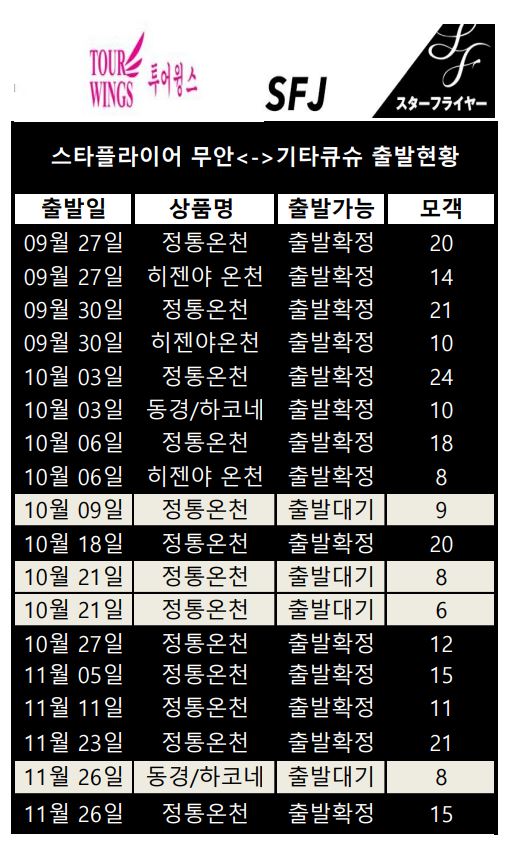 TOUR
WINGS 투어윙스
SFJ
SF
スターフライヤー
스타플라이어 무안<->기타큐슈 출발현황
출발일 상품명 출발가능 모객
09월 27일 정통온천 출발확정 20
09월 27일 히젠야 온천 출발확정 14
09월 30일 정통온천 출발확정 21
09월 30일 히젠야온천 출발확정 10
10월 03일 정통온천 출발확정 24
10월 03일 동경/하코네 출발확정 10
10월 06일 정통온천 출발확정 18
10월 06일 히젠야 온천 출발확정 8
10월 09일 정통온천 출발대기 9
10월 18일 정통온천 출발확정 20
10월 21일 정통온천 출발대기 8
10월 21일 정통온천 출발대기 6
10월 27일 정통온천 출발확정 12
11월 05일 정통온천 출발확정 15
11월 11일 정통온천 출발확정 11
11월 23일 정통온천 출발확정 21
11월 26일 동경/하코네 출발대기 8
11월 26일 정통온천 출발확정 15